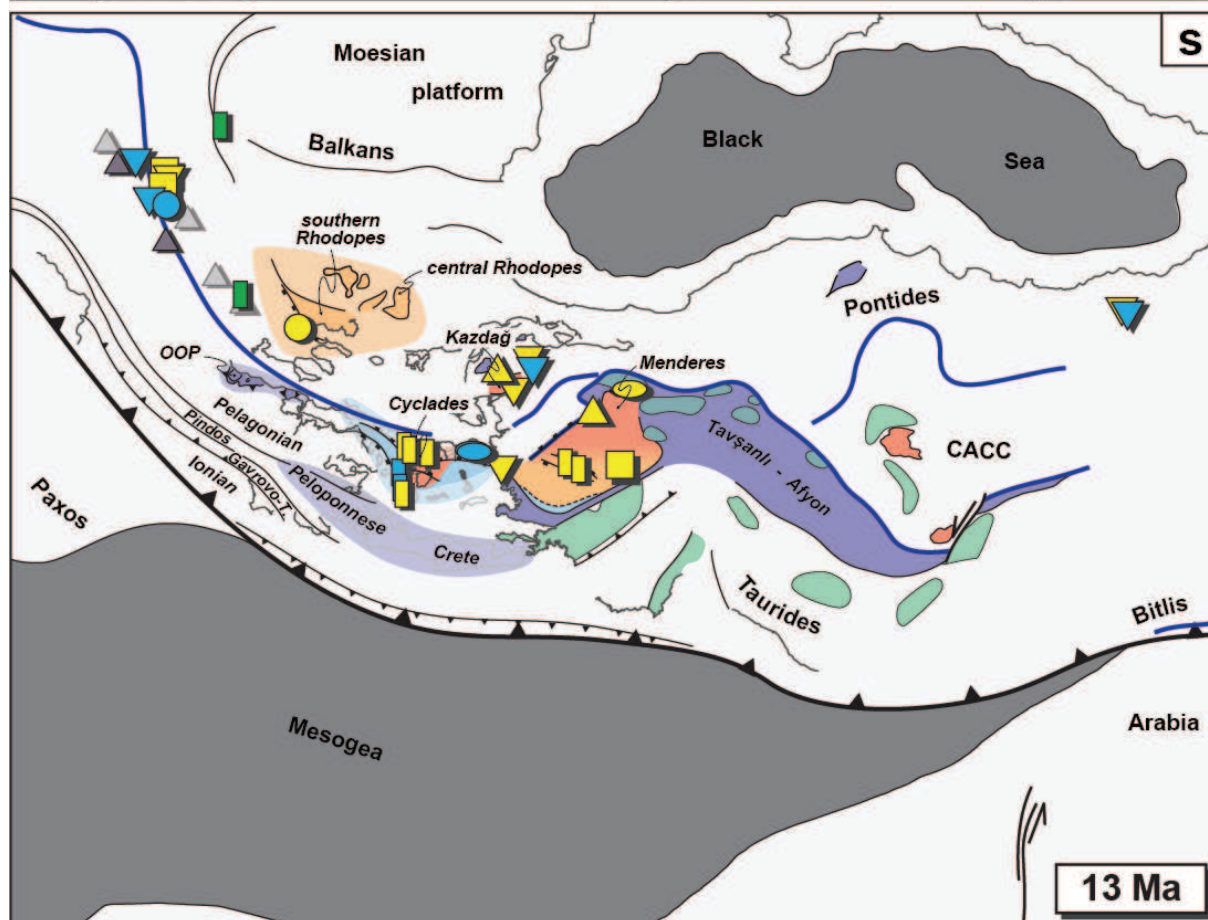 s
Moesian
platform
Balkans
Black
Sea
southern
Rhodopes
central Rhodopes
Pontides
Kazdağ
Menderes
OOP
Cyclades
Pelagonian
Pindos
Gavrovo-T.
Ionian
Peloponnese
Paxos
Crete
Tavşanlı - Afyon
CACC
Taurides
Bitlis
Mesogea
Arabia
13 Ma